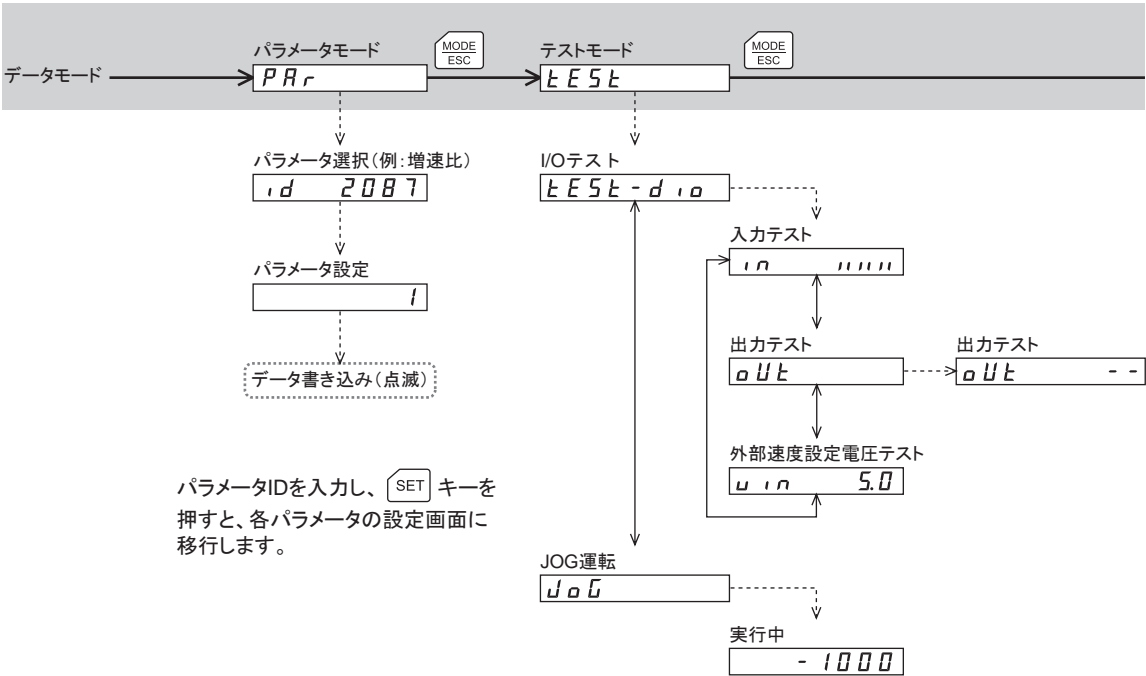 パラメータモード
MODE
ESC
テストモード
MODE
ESC
データモード
PAr
tESt
パラメータ選択(例:増速比)
I/Oテスト
id 2087
tESt-dio
入力テスト
パラメータ設定
in
1
出力テスト
出力テスト
データ書き込み(点滅)
oUt
oUt --
外部速度設定電圧テスト
パラメータIDを入力し、 SET キーを
押すと、各パラメータの設定画面に
移行します。
uin 5.0
JOG運転
JoG
実行中
-1000